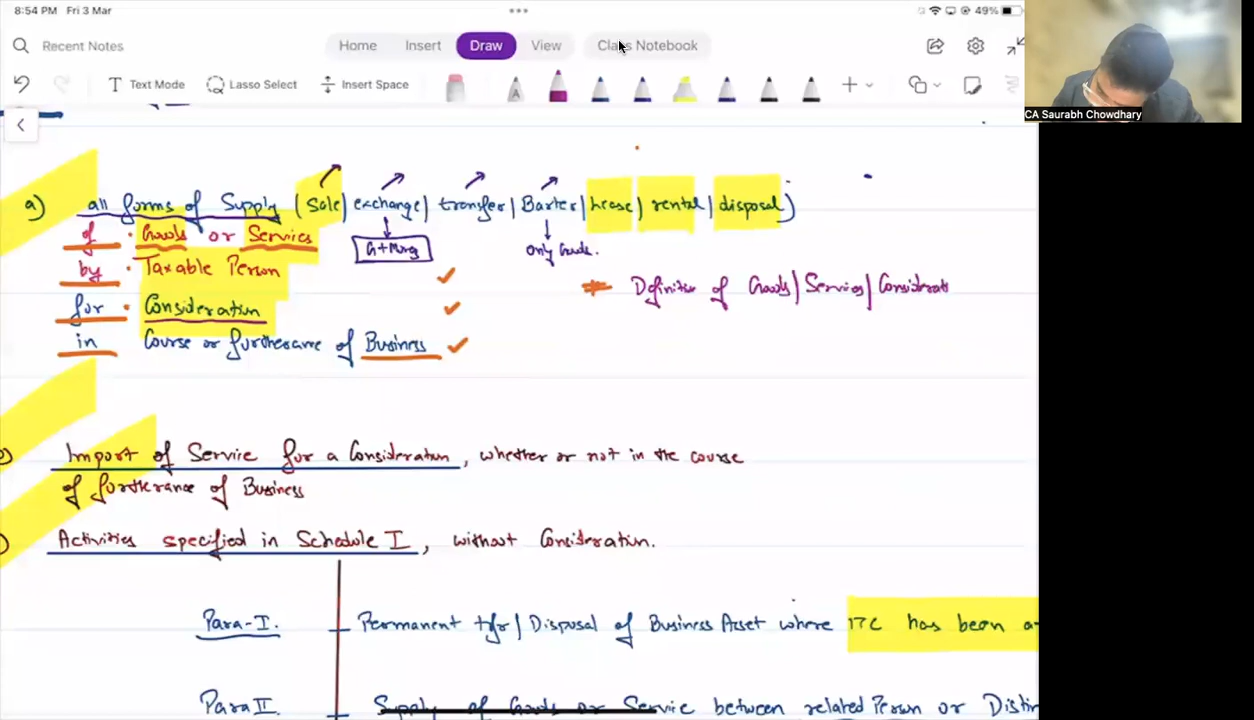 8:54 PM Fri 3 Mar
49%
Recent Notes
Home Insert Draw View Class Notebook
Text Mode Lasso Select Insert Space
CA Saurabh Chowdhary
a) all forms of Supply (Sale| exchange| transfer| Barter| lease| rental| disposal)
of · Goods or Services
only Goods.
by · Taxable Person
Definition of Goods| Services| Considerati
for · Consideration
in Course or furtherance of Business
Import of Service for a Consideration, whether or not in the course
of furtherance of Business
Activities specified in Schedule I, without Consideration.
Para-I. Permanent tfr| Disposal of Business Asset where ITC has been a
Para II Supply of Goods or Service between related Person or Distin